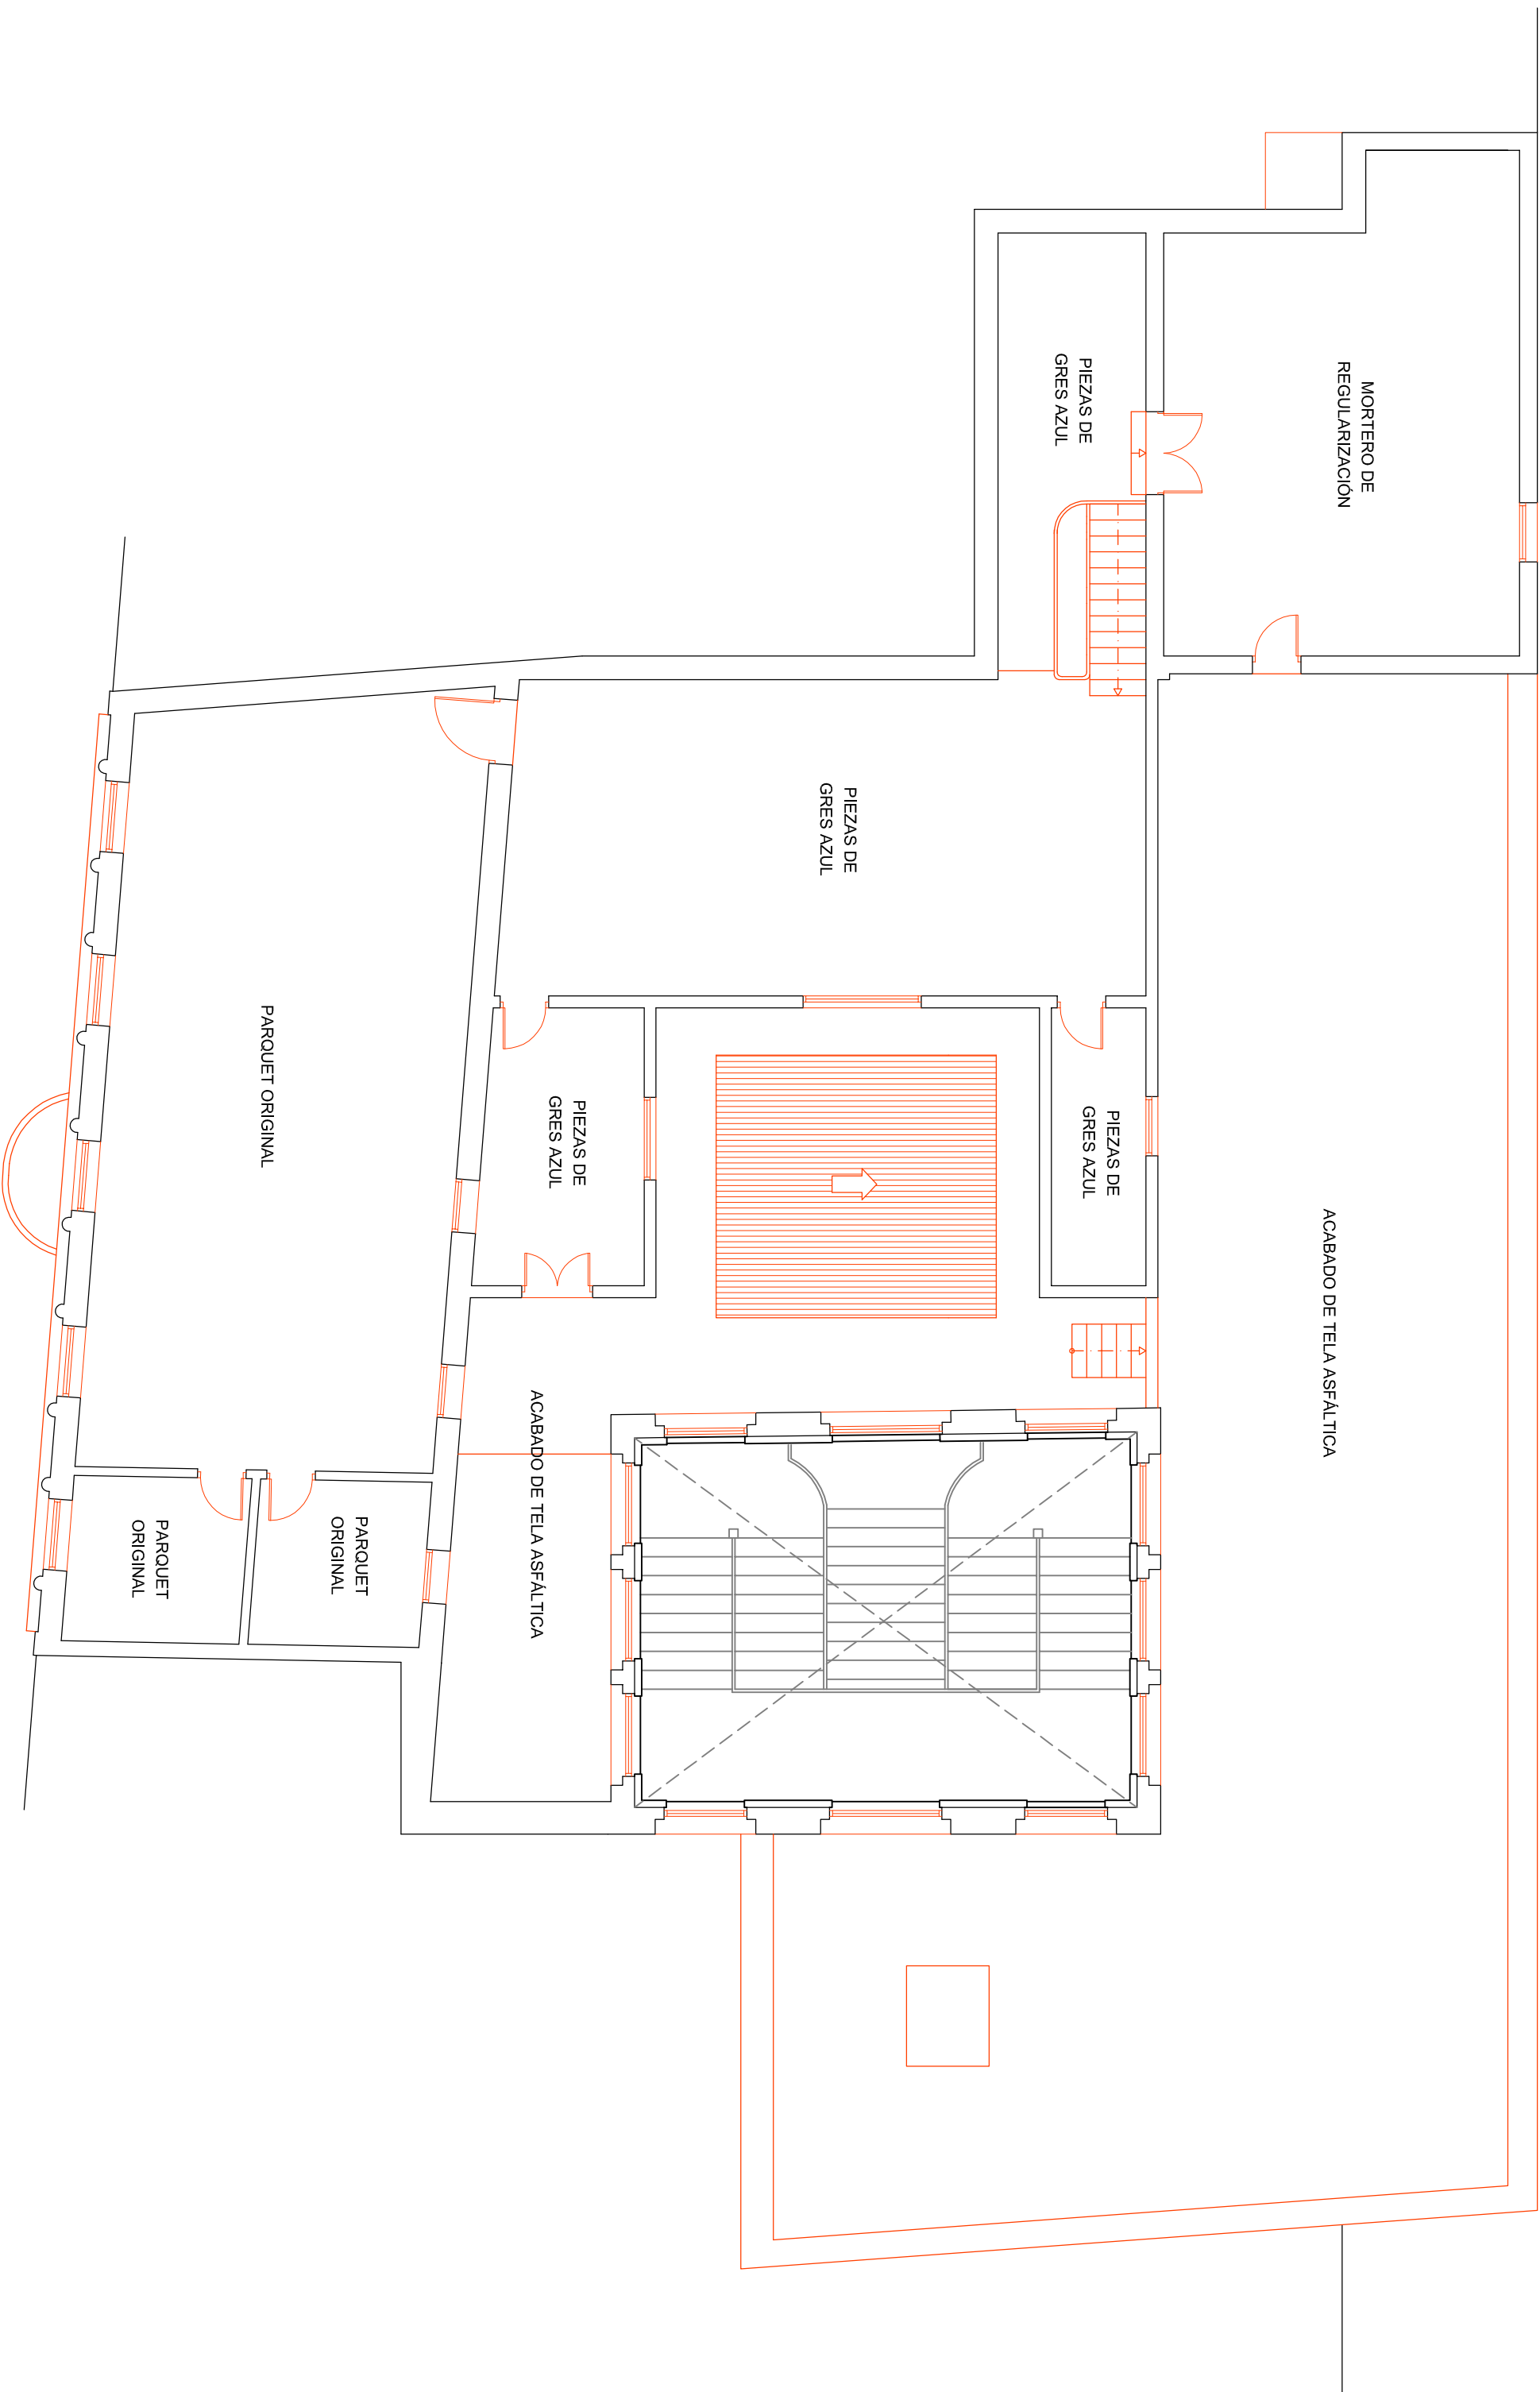 MORTERO DE
REGULARIZACIÓN
PIEZAS DE
GRES AZUL
PIEZAS DE
GRES AZUL
PIEZAS DE
GRES AZUL
PIEZAS DE
GRES AZUL
ACABADO DE TELA ASFÁLTICA
PARQUET ORIGINAL
ACABADO DE TELA ASFÁLTICA
PARQUET
ORIGINAL
PARQUET
ORIGINAL